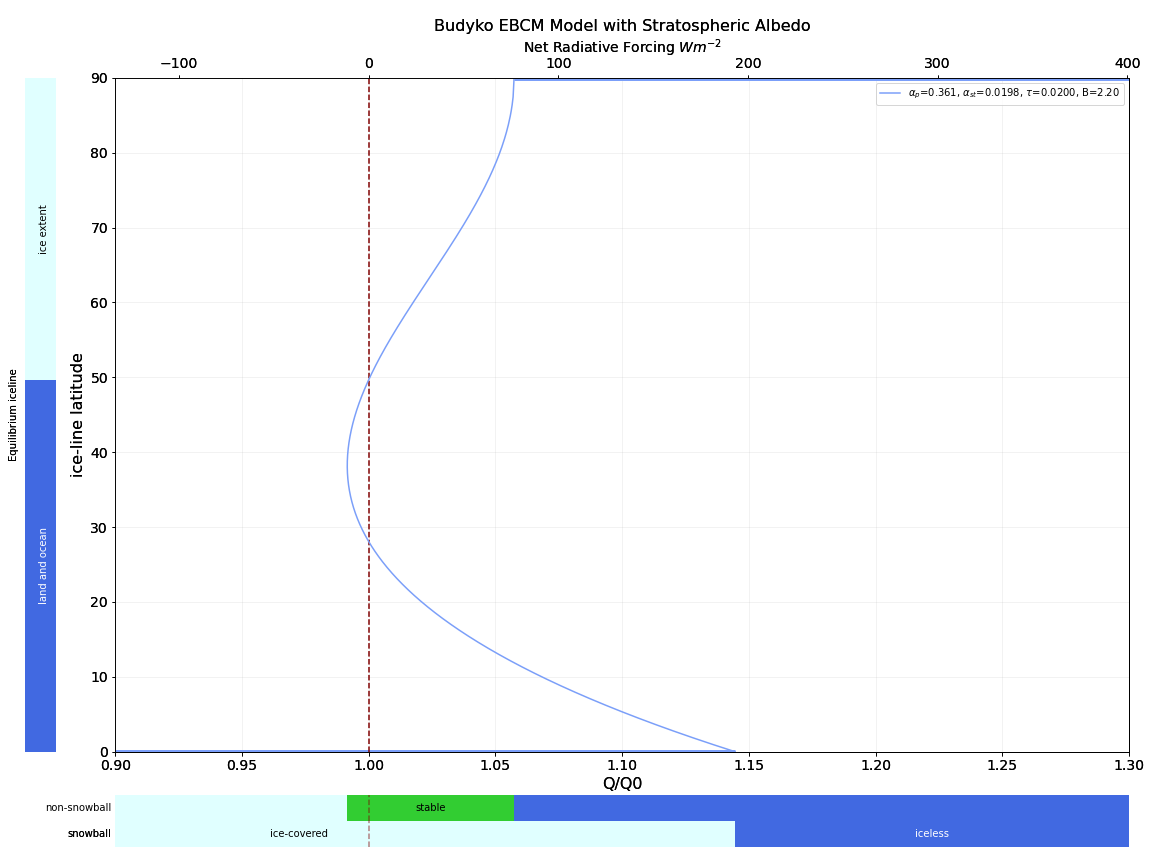 Budyko EBCM Model with Stratospheric Albedo
Net Radiative Forcing Wm⁻²
−100 0 100 200 300 400
αₚ=0.361, αₛₜ=0.0198, τ=0.0200, B=2.20
90
80
70
60
50
40
30
20
10
0
ice-line latitude
Equilibrium iceline
ice extent
land and ocean
0.90 0.95 1.00 1.05 1.10 1.15 1.20 1.25 1.30
Q/Q0
non-snowball
stable
snowball
ice-covered
iceless